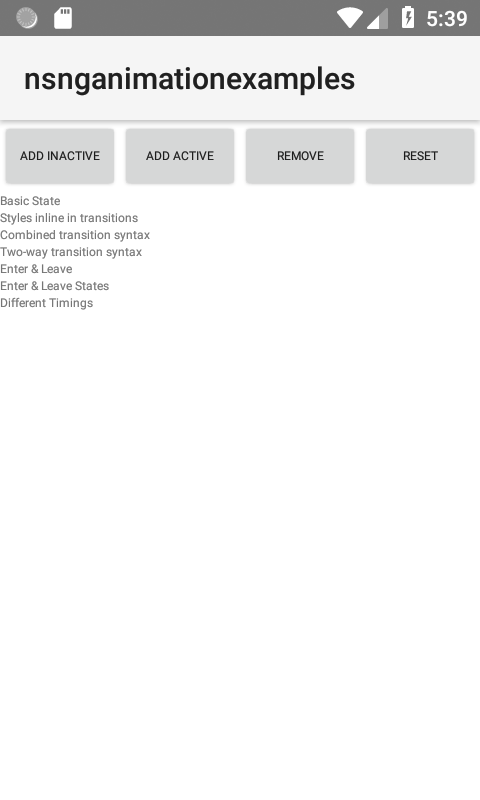 5:39
nsnganimationexamples
ADD INACTIVE ADD ACTIVE REMOVE RESET
Basic State
Styles inline in transitions
Combined transition syntax
Two-way transition syntax
Enter & Leave
Enter & Leave States
Different Timings